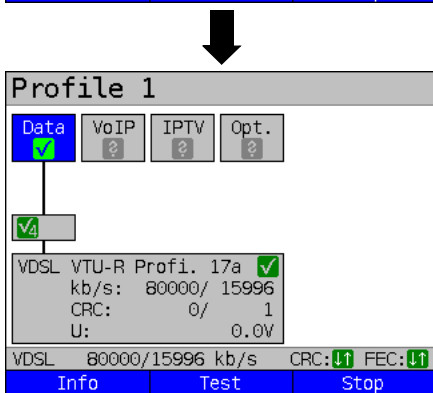 Profile 1
Data VoIP IPTV Opt.
✓ ? ? ?
√4
VDSL VTU-R Profi. 17a ✓
kb/s: 80000/ 15996
CRC: 0/ 1
U: 0.0V
VDSL 80000/15996 kb/s CRC:↓↑ FEC:↓↑
Info Test Stop